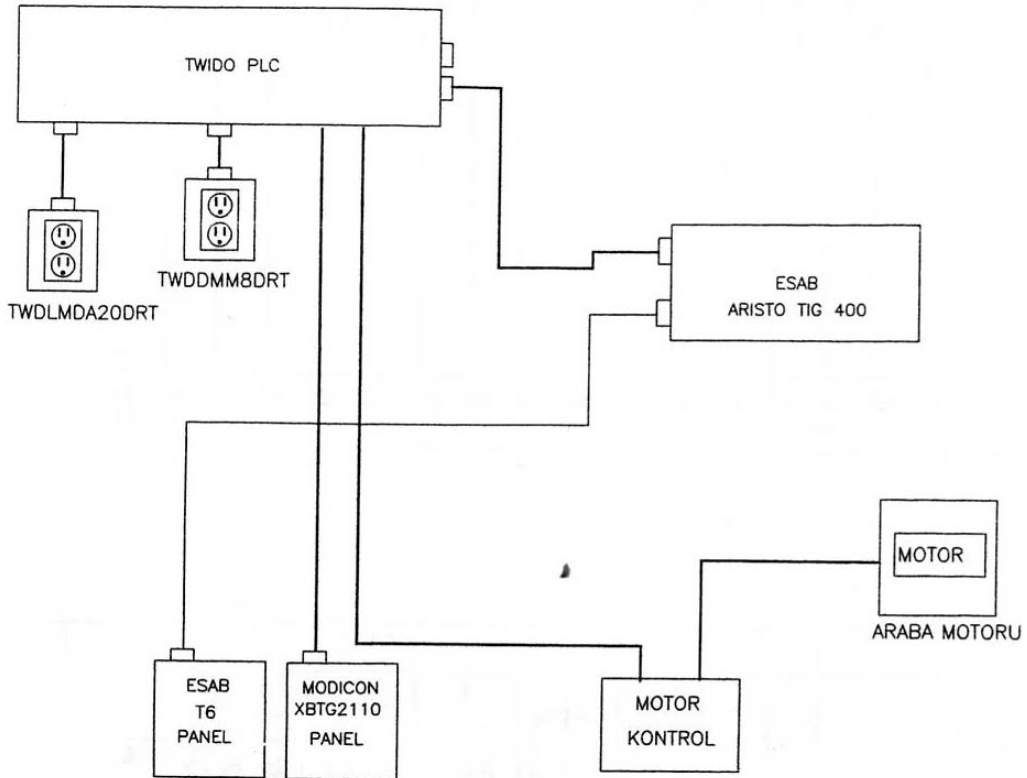 TWIDO PLC
TWDLMDA20DRT
TWDDMM8DRT
ESAB
ARISTO TIG 400
MOTOR
ARABA MOTORU
ESAB
T6
PANEL
MODICON
XBTG2110
PANEL
MOTOR
KONTROL